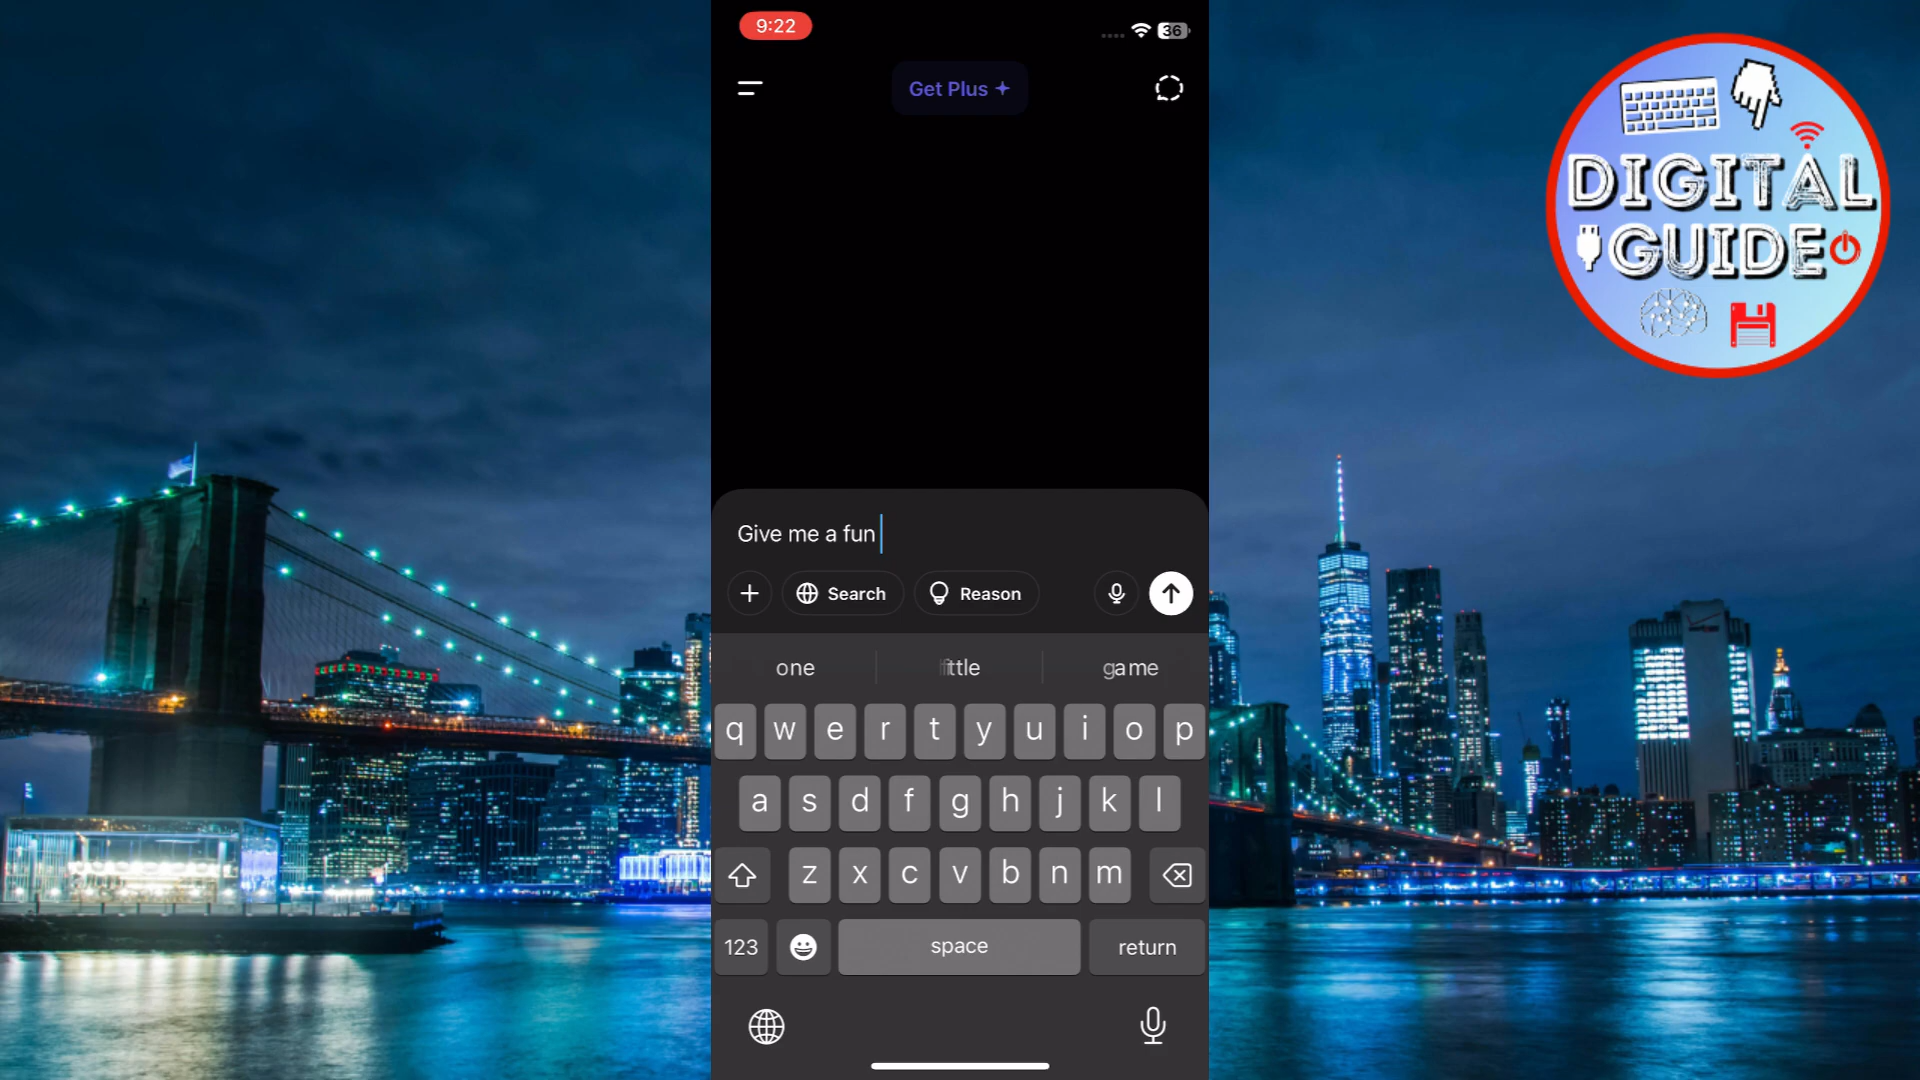 9:22
36
Get Plus
DIGITAL
GUIDE
Give me a fun
Search
Reason
one
game
q w e r t y u i o p
a s d f g h j k l
z x c v b n m
123
space
return